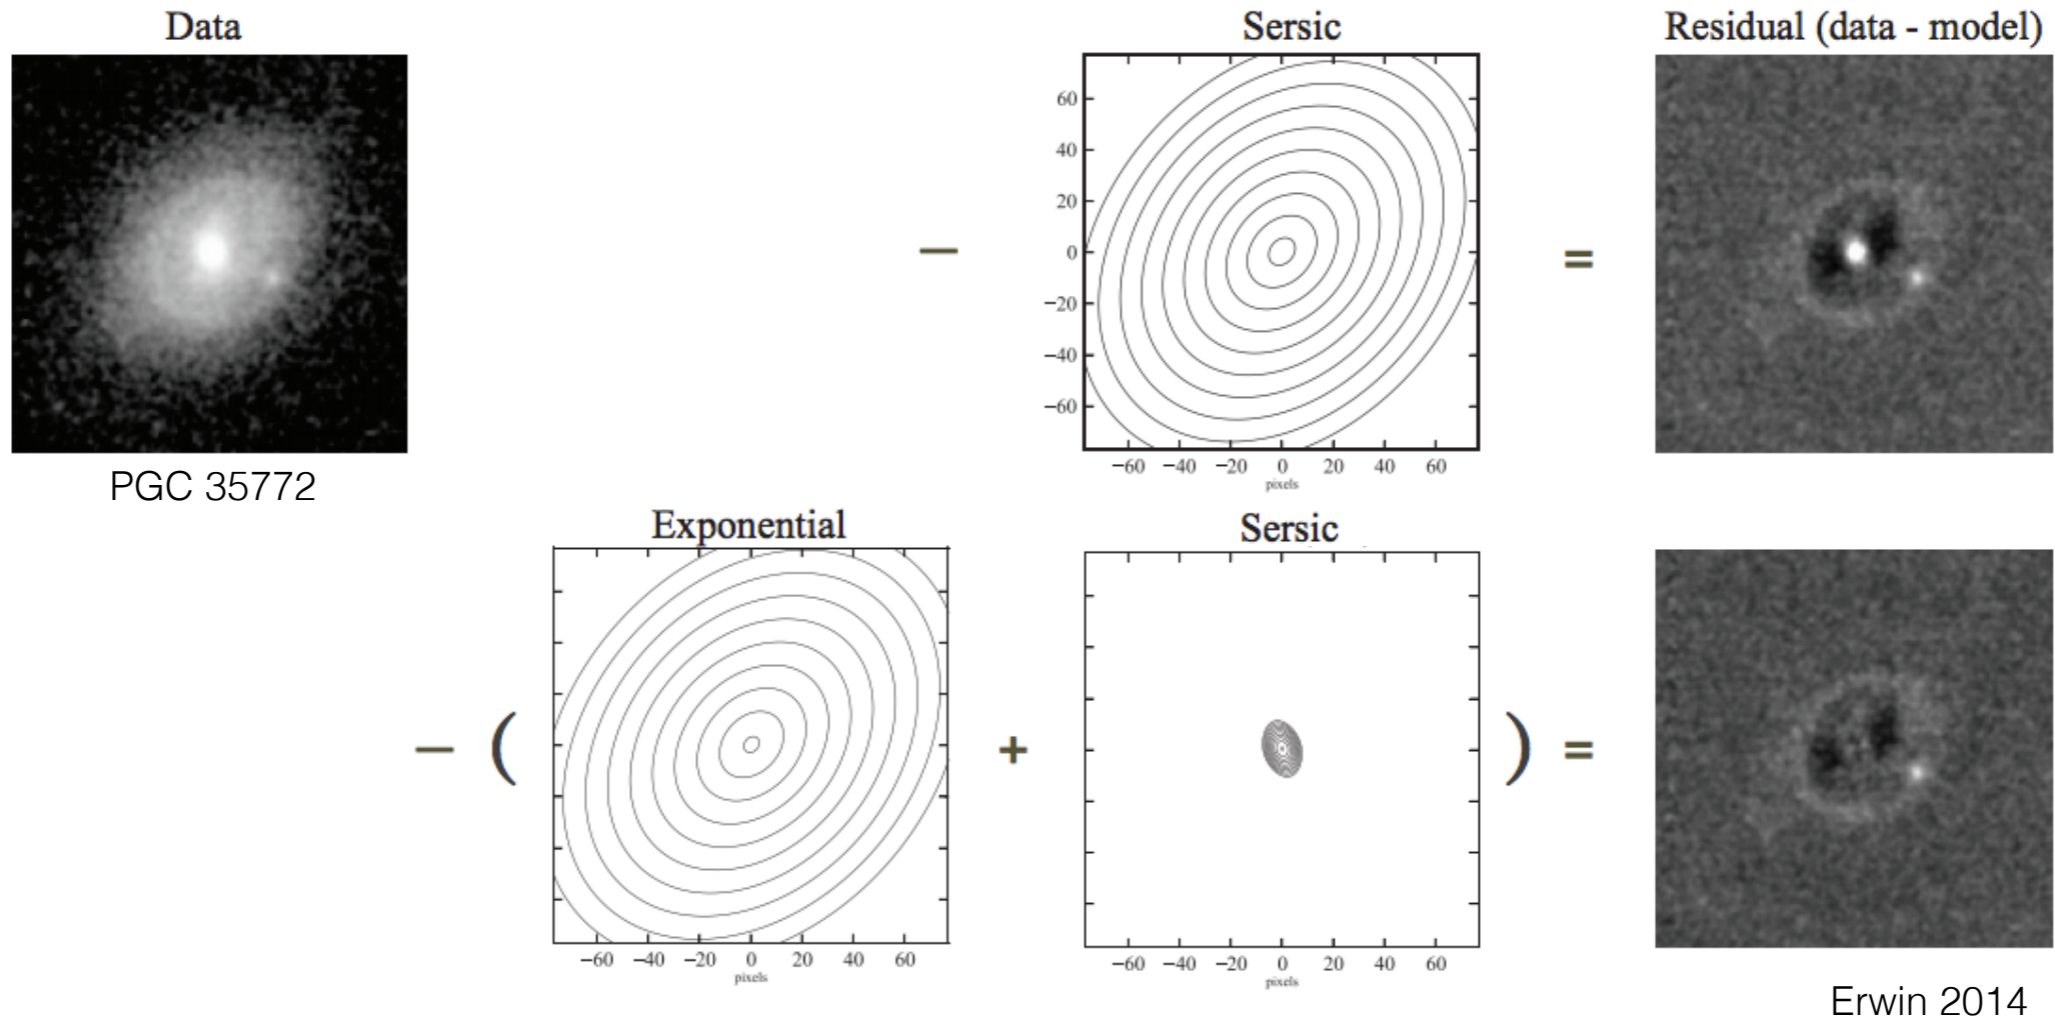 Data
Sersic
Residual (data - model)
−
=
60
40
20
0
−20
−40
−60
−60 −40 −20 0 20 40 60
pixels
PGC 35772
Exponential
Sersic
− (
+
) =
−60 −40 −20 0 20 40 60
pixels
−60 −40 −20 0 20 40 60
pixels
Erwin 2014